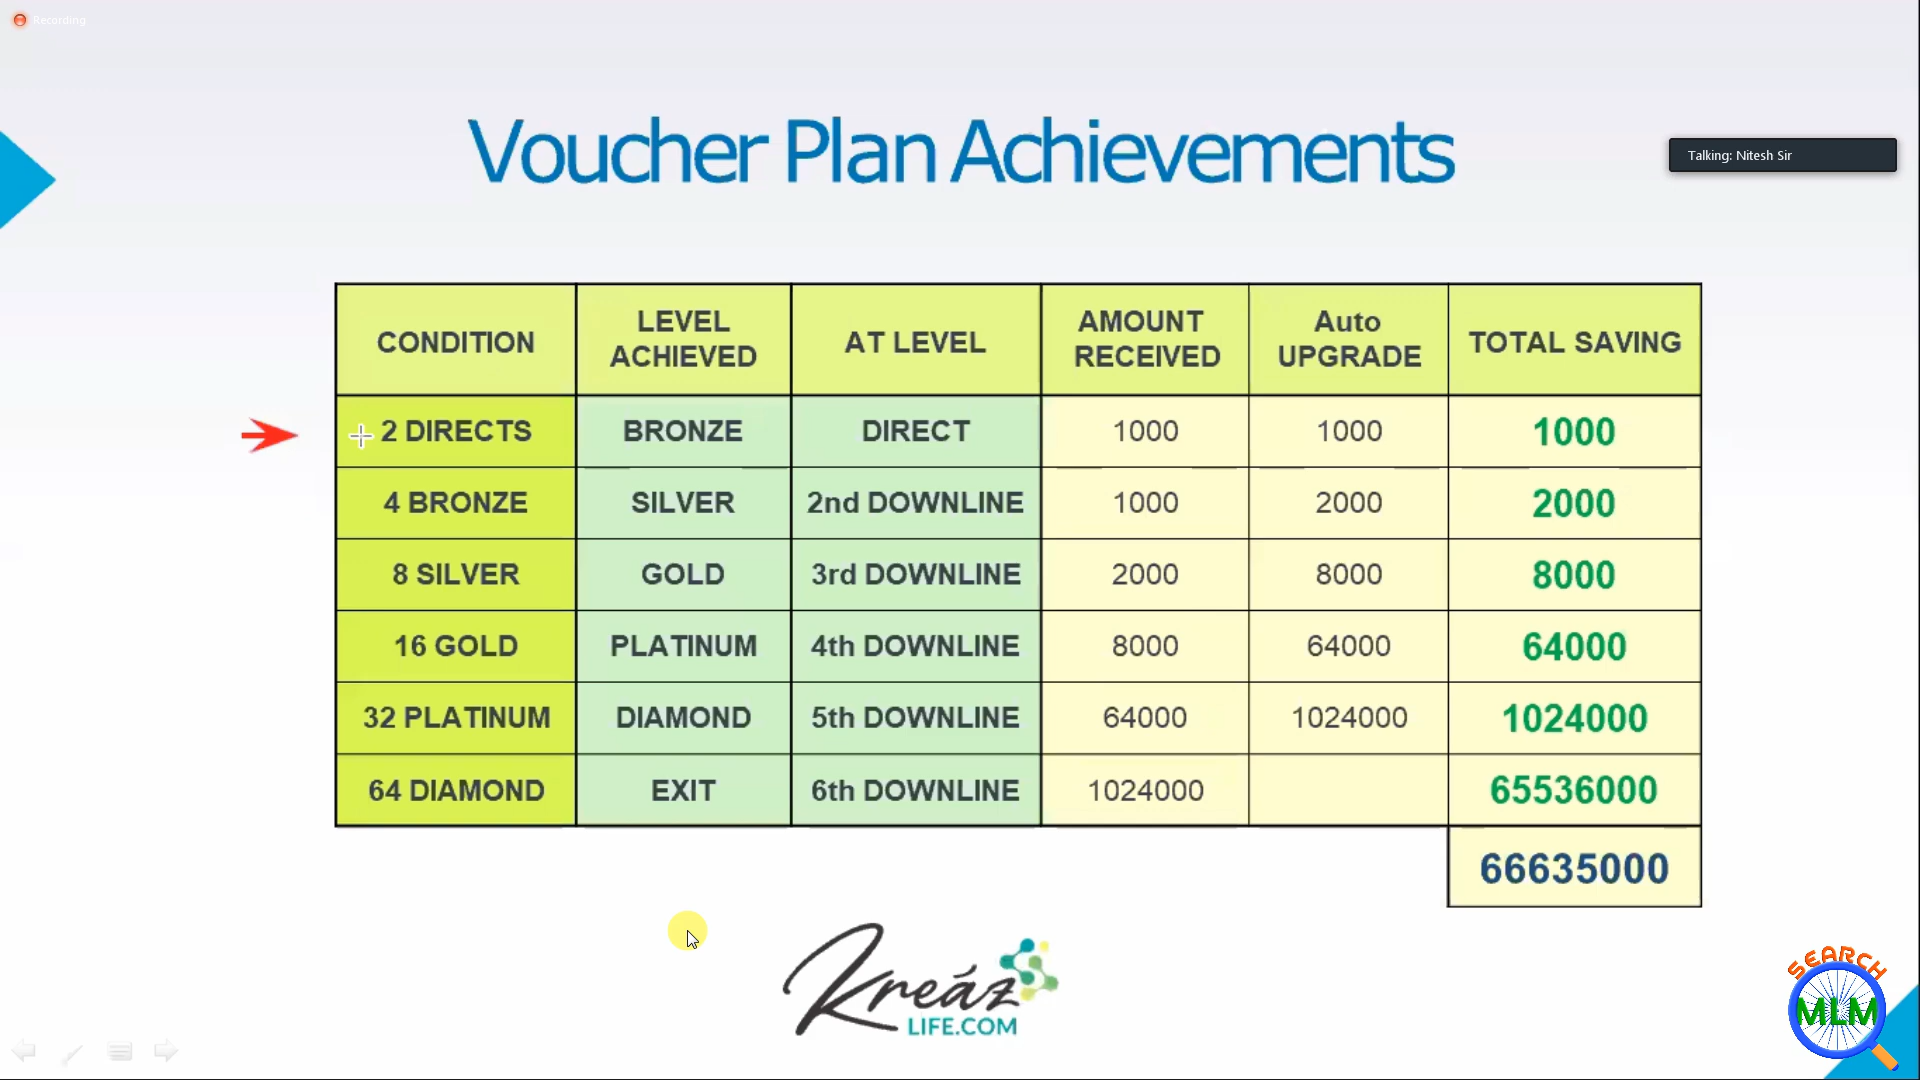 Recording
Voucher Plan Achievements
Talking: Nitesh Sir
CONDITION LEVEL ACHIEVED AT LEVEL AMOUNT RECEIVED Auto UPGRADE TOTAL SAVING
2 DIRECTS BRONZE DIRECT 1000 1000 1000
4 BRONZE SILVER 2nd DOWNLINE 1000 2000 2000
8 SILVER GOLD 3rd DOWNLINE 2000 8000 8000
16 GOLD PLATINUM 4th DOWNLINE 8000 64000 64000
32 PLATINUM DIAMOND 5th DOWNLINE 64000 1024000 1024000
64 DIAMOND EXIT 6th DOWNLINE 1024000 65536000
66635000
Kreáz
LIFE.COM
SEARCH
MLM